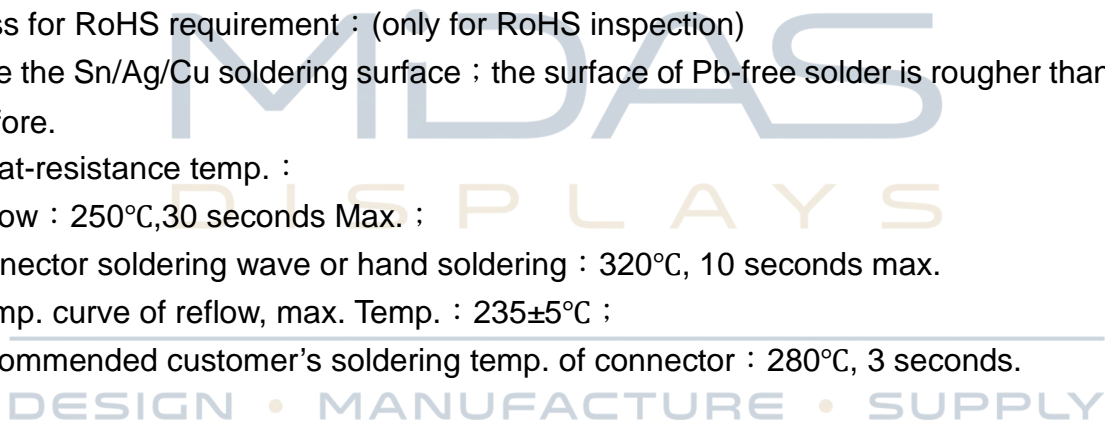 ss for RoHS requirement：(only for RoHS inspection)
e the Sn/Ag/Cu soldering surface；the surface of Pb-free solder is rougher than
fore.
at-resistance temp.：
low：250℃,30 seconds Max.；
nnector soldering wave or hand soldering：320℃, 10 seconds max.
mp. curve of reflow, max. Temp.：235±5℃；
commended customer’s soldering temp. of connector：280℃, 3 seconds.
MIDAS
DISPLAYS
DESIGN • MANUFACTURE • SUPPLY